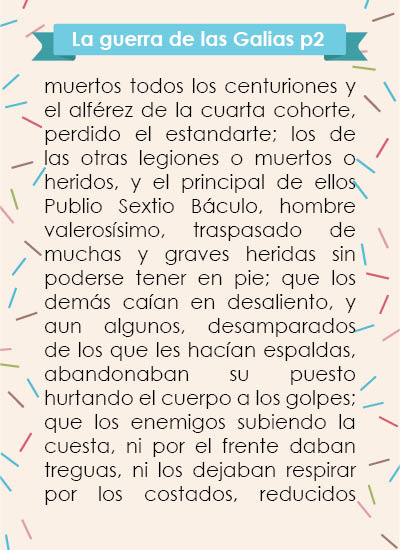 La guerra de las Galias p2
muertos todos los centuriones y
el alférez de la cuarta cohorte,
perdido el estandarte; los de
las otras legiones o muertos o
heridos, y el principal de ellos
Publio Sextio Báculo, hombre
valerosísimo, traspasado de
muchas y graves heridas sin
poderse tener en pie; que los
demás caían en desaliento, y
aun algunos, desamparados
de los que les hacían espaldas,
abandonaban su puesto
hurtando el cuerpo a los golpes;
que los enemigos subiendo la
cuesta, ni por el frente daban
treguas, ni los dejaban respirar
por los costados, reducidos